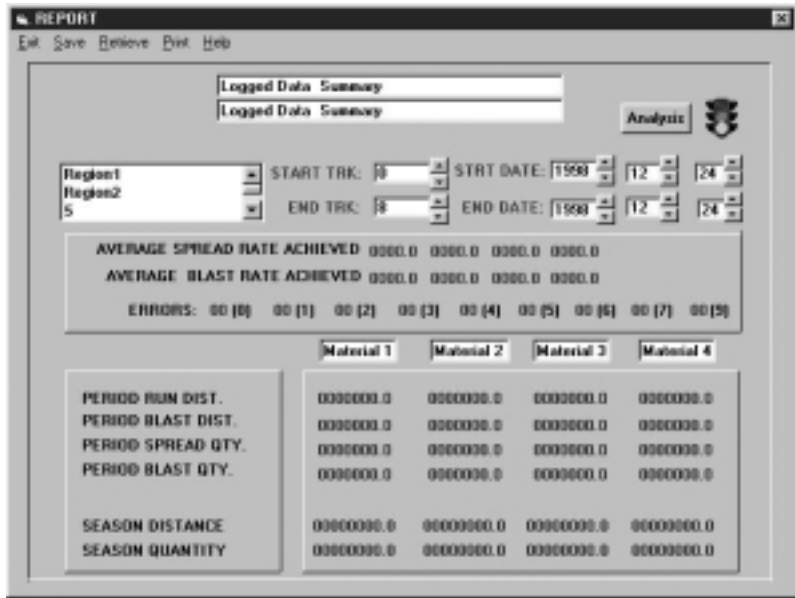 REPORT
Exit Save Retrieve Print Help
Logged Data Summary
Logged Data Summary
Analysis
Region1
Region2
5
START TRK: 0 STRT DATE: 1998 12 24
END TRK: 8 END DATE: 1998 12 24
AVERAGE SPREAD RATE ACHIEVED 0000.0 0000.0 0000.0 0000.0
AVERAGE BLAST RATE ACHIEVED 0000.0 0000.0 0000.0 0000.0
ERRORS: 00 (0) 00 (1) 00 (2) 00 (3) 00 (4) 00 (5) 00 (6) 00 (7) 00 (9)
Material 1 Material 2 Material 3 Material 4
PERIOD RUN DIST. 0000000.0 0000000.0 0000000.0 0000000.0
PERIOD BLAST DIST. 0000000.0 0000000.0 0000000.0 0000000.0
PERIOD SPREAD QTY. 0000000.0 0000000.0 0000000.0 0000000.0
PERIOD BLAST QTY. 0000000.0 0000000.0 0000000.0 0000000.0
SEASON DISTANCE 00000000.0 00000000.0 00000000.0 00000000.0
SEASON QUANTITY 00000000.0 00000000.0 00000000.0 00000000.0